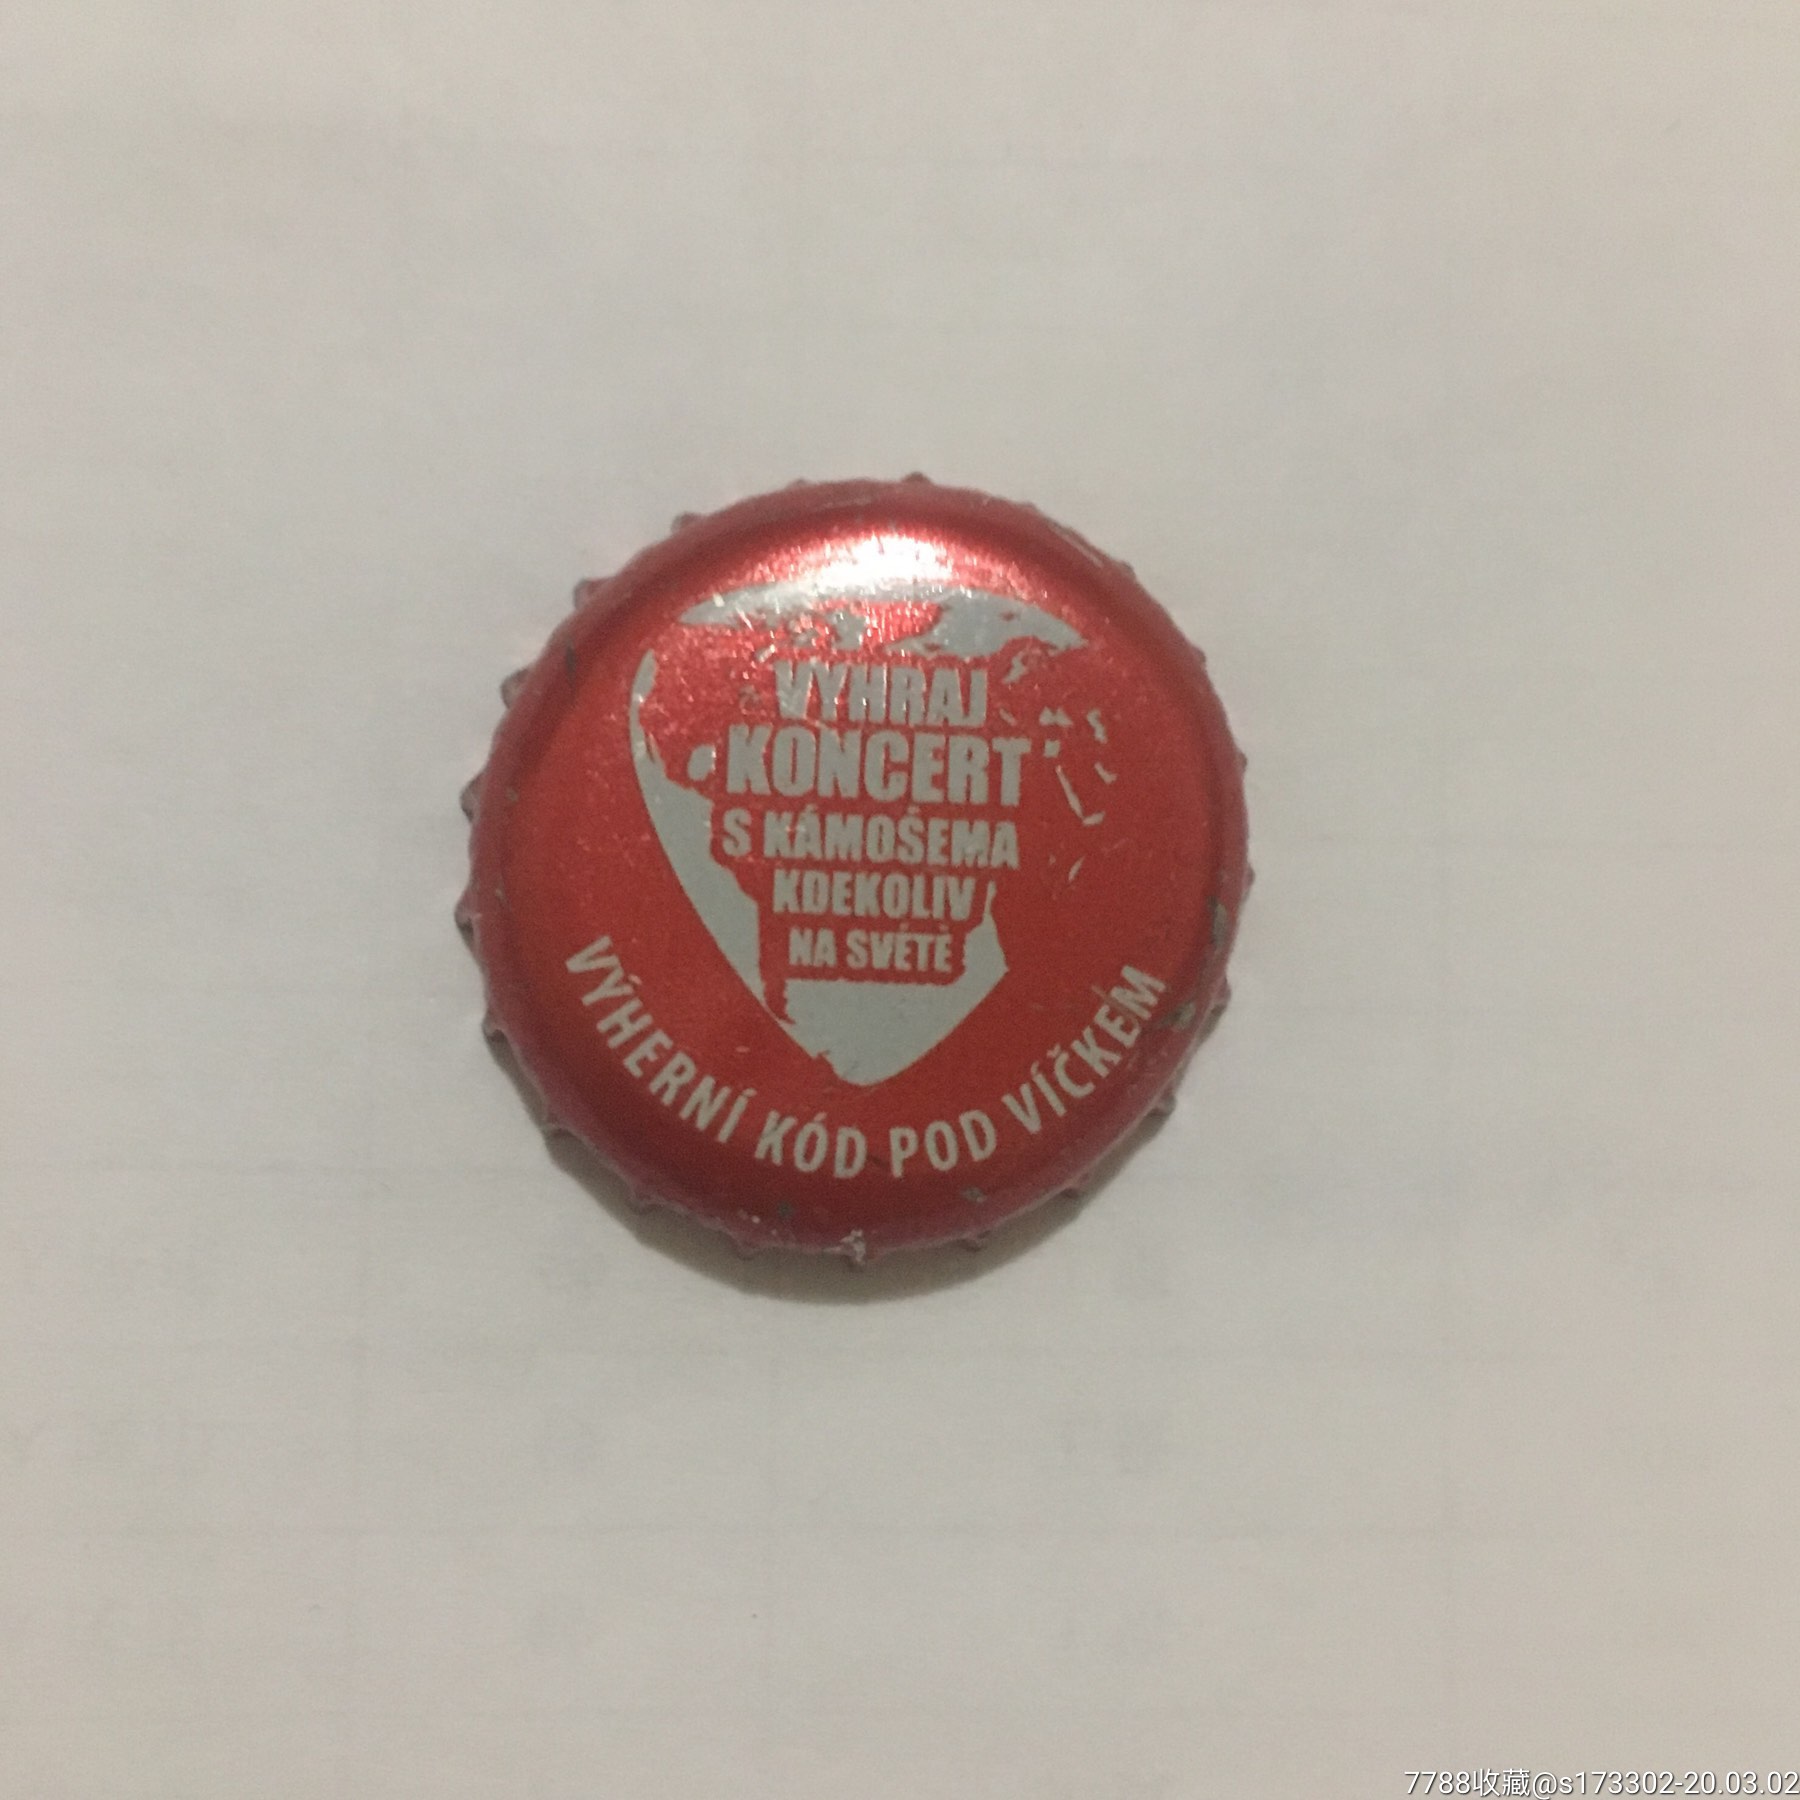 VYHRAJ
KONCERT
S KÁMOŠEMA
KDEKOLIV
NA SVĚTĚ
VÝHERNÍ KÓD POD VÍČKEM
7788收藏@s173302-20.03.02